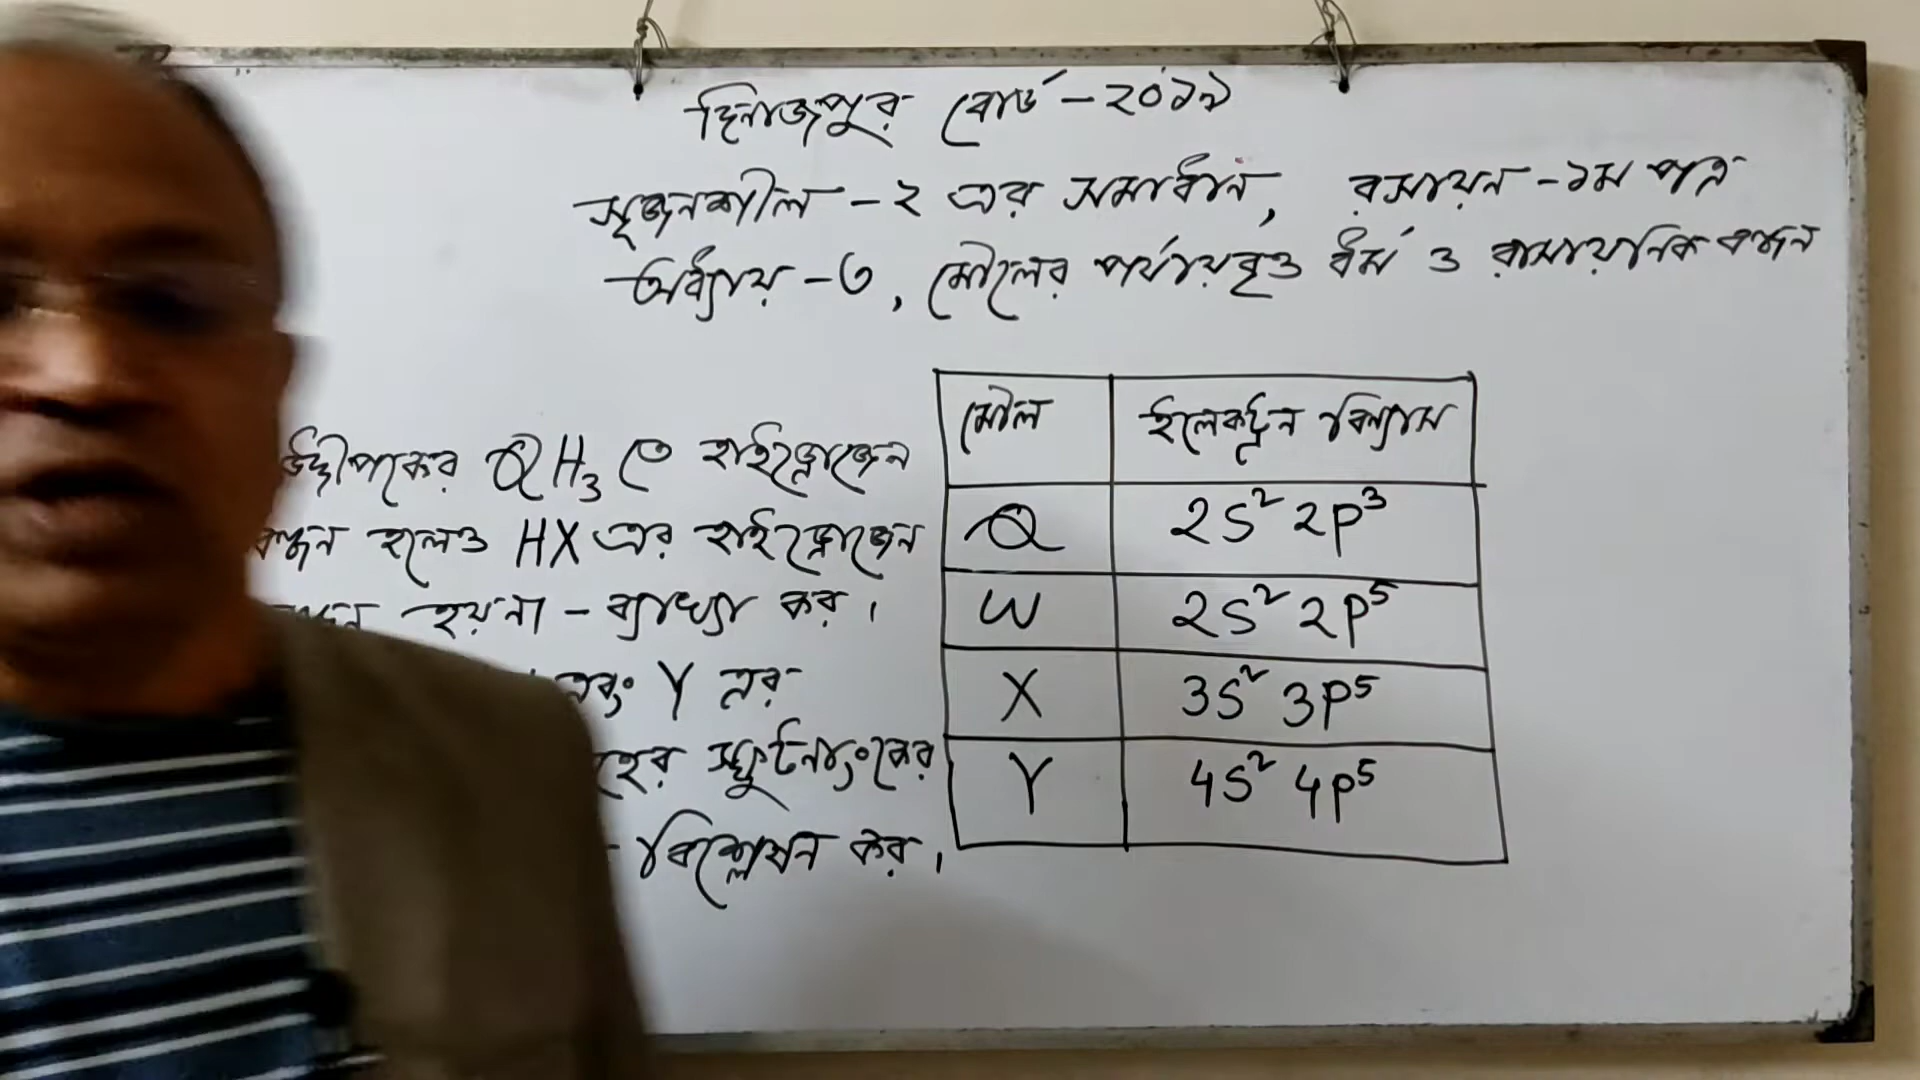 দিনাজপুর বোর্ড - ২০১৯
সৃজনশীল - ২ এর সমাধান, রসায়ন - ১ম পত্র
অধ্যায় - ৩, মৌলের পর্যায়বৃত্ত ধর্ম ও রাসায়নিক বন্ধন
উদ্দীপকের QH₃ তে হাইড্রোজেন
বন্ধন হলেও HX এর হাইড্রোজেন
হয়না - ব্যাখ্যা কর।
এবং Y এর
স্ফুটনাংকের
- বিশ্লেষন কর।
মৌল ইলেকট্রন বিন্যাস
Q 2S² 2P³
W 2S² 2P⁵
X 3S² 3P⁵
Y 4S² 4P⁵